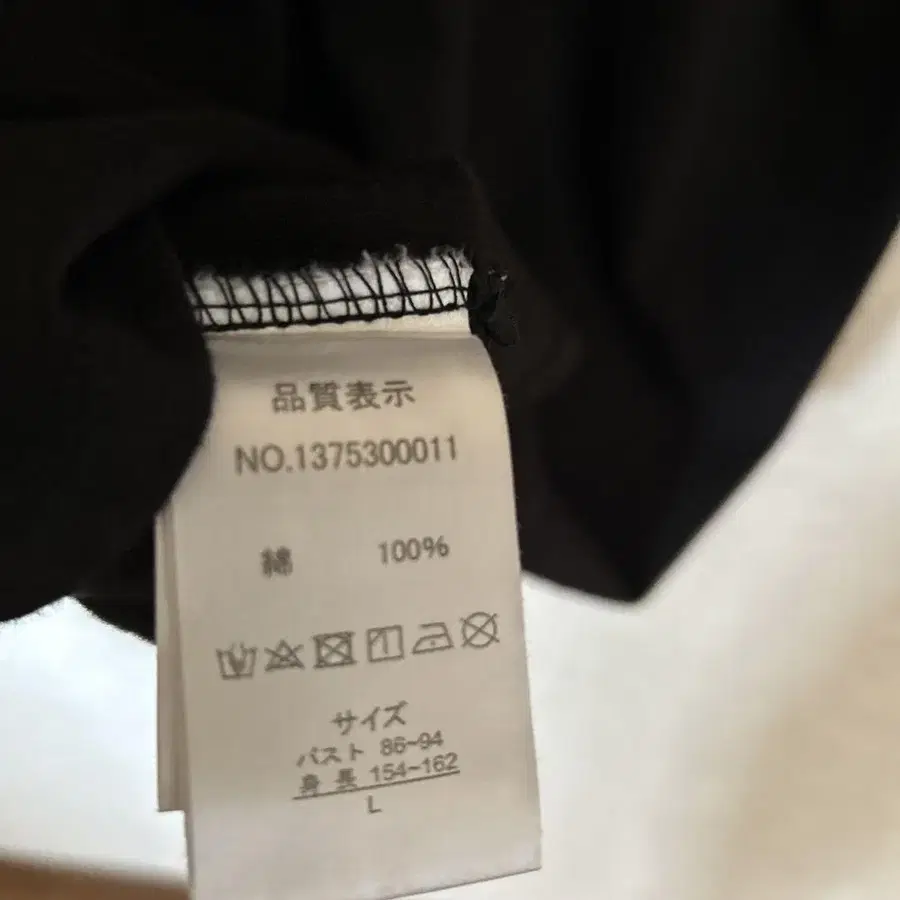 品質表示
NO.1375300011
綿 100%
サイズ
バスト 86~94
身長 154~162
L